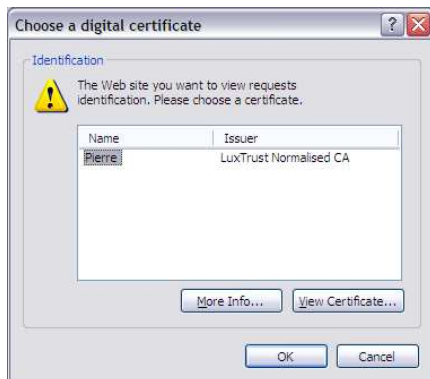 Choose a digital certificate
Identification
The Web site you want to view requests
identification. Please choose a certificate.
Name Issuer
Pierre LuxTrust Normalised CA
More Info... View Certificate...
OK Cancel